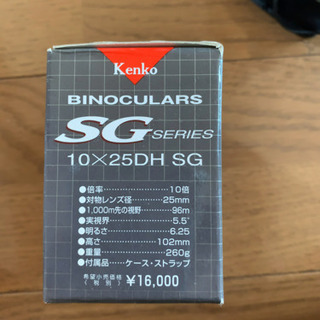 Kenko
BINOCULARS
SG SERIES
10×25DH SG
●倍率 10倍
●対物レンズ径 25mm
●1,000m先の視野 96m
●実視界 5.5°
●明るさ 6.25
●高さ 102mm
●重量 260g
●付属品 ケース・ストラップ
希望小売価格
(税別) ¥16,000